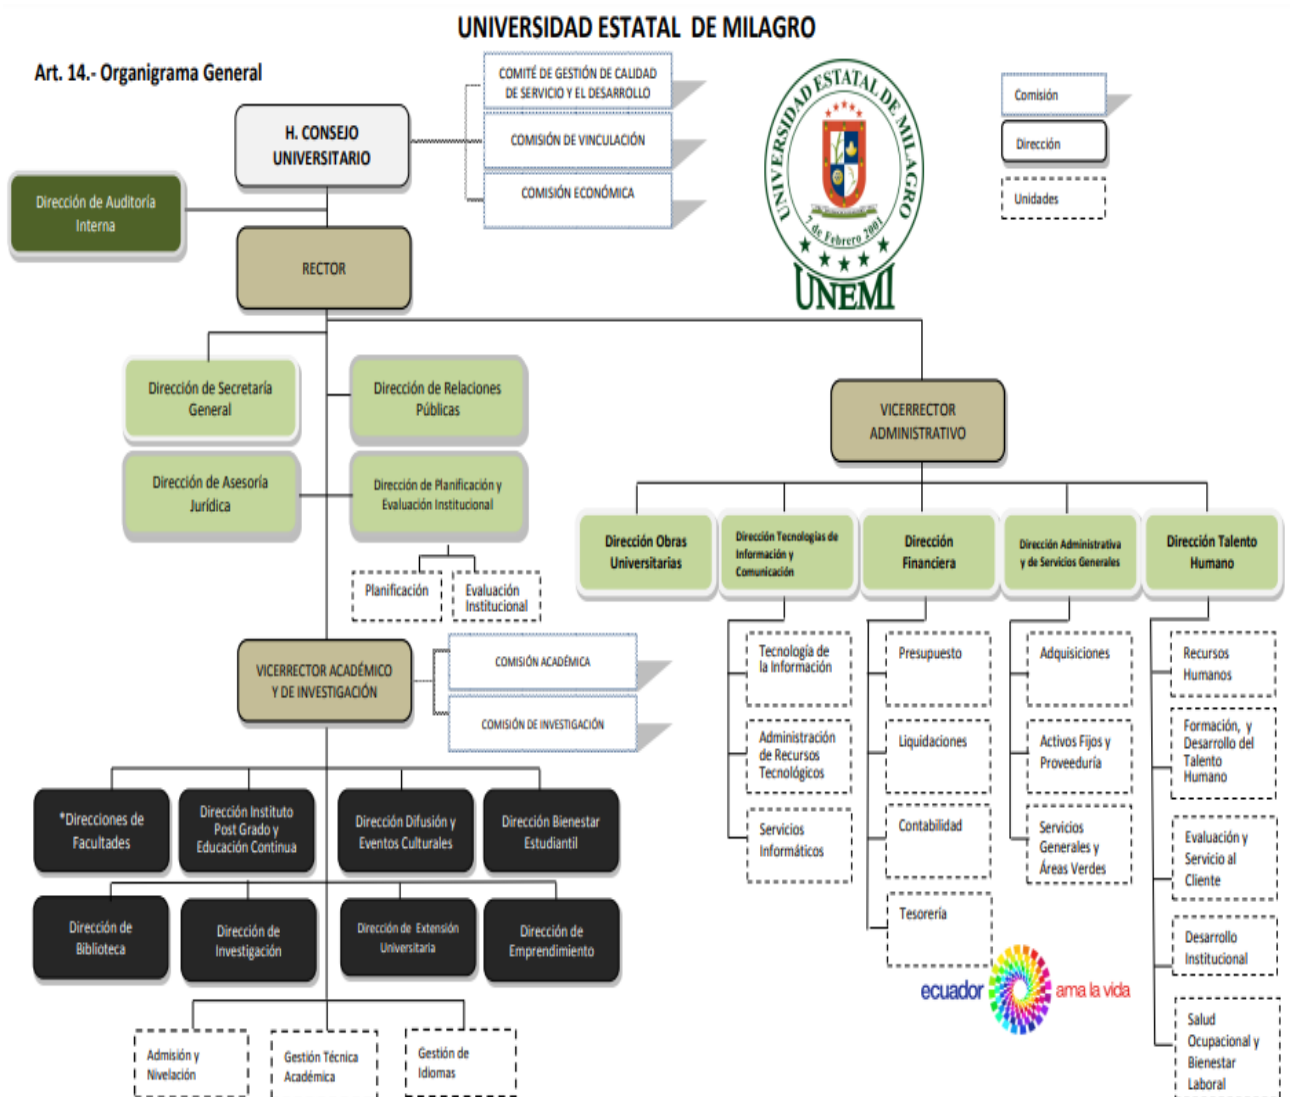 UNIVERSIDAD ESTATAL DE MILAGRO
Art. 14.- Organigrama General
COMITÉ DE GESTIÓN DE CALIDAD
DE SERVICIO Y EL DESARROLLO
COMISIÓN DE VINCULACIÓN
COMISIÓN ECONÓMICA
H. CONSEJO
UNIVERSITARIO
UNIVERSIDAD ESTATAL DE MILAGRO
7 de Febrero 2001
UNEMI
Comisión
Dirección
Unidades
Dirección de Auditoría
Interna
RECTOR
Dirección de Secretaría
General
Dirección de Relaciones
Públicas
Dirección de Asesoría
Jurídica
Dirección de Planificación y
Evaluación Institucional
Planificación
Evaluación
Institucional
VICERRECTOR
ADMINISTRATIVO
Dirección Obras
Universitarias
Dirección Tecnologías de
Información y
Comunicación
Dirección
Financiera
Dirección Administrativa
y de Servicios Generales
Dirección Talento
Humano
Tecnología de
la Información
Administración
de Recursos
Tecnológicos
Servicios
Informáticos
Presupuesto
Liquidaciones
Contabilidad
Tesorería
Adquisiciones
Activos Fijos y
Proveeduría
Servicios
Generales y
Áreas Verdes
Recursos
Humanos
Formación, y
Desarrollo del
Talento
Humano
Evaluación y
Servicio al
Cliente
Desarrollo
Institucional
Salud
Ocupacional y
Bienestar
Laboral
VICERRECTOR ACADÉMICO
Y DE INVESTIGACIÓN
COMISIÓN ACADÉMICA
COMISIÓN DE INVESTIGACIÓN
*Direcciones de
Facultades
Dirección Instituto
Post Grado y
Educación Continua
Dirección Difusión y
Eventos Culturales
Dirección Bienestar
Estudiantil
Dirección de
Biblioteca
Dirección de
Investigación
Dirección de Extensión
Universitaria
Dirección de
Emprendimiento
Admisión y
Nivelación
Gestión Técnica
Académica
Gestión de
Idiomas
ecuador ama la vida